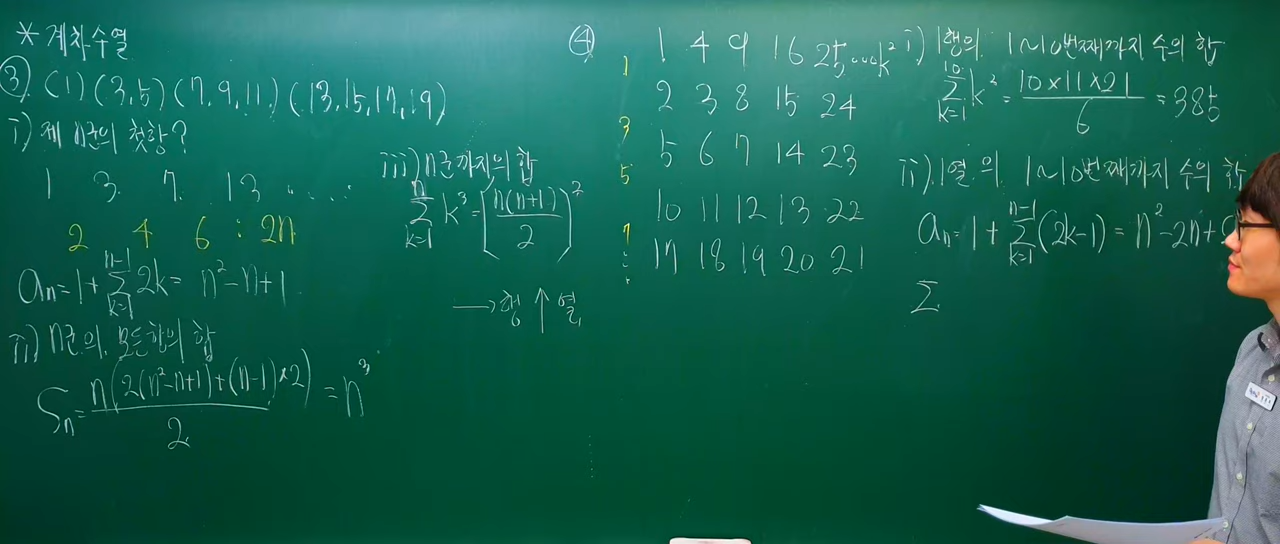 * 계차수열
③ (1) (3,5) (7,9,11) (13,15,17,19)
i) 제 n군의 첫항?
1 3 7 13 .....
2 4 6 : 2n
aₙ=1+∑_{k=1}^{n-1}2k= n²-n+1
ii) n군의 모든항의 합
Sₙ= n(2(n²-n+1)+(n-1)×2) / 2 = n³
iii) n군까지의 합
∑_{k=1}^{n} k³ = (n(n+1)/2)²
→행 ↑열
④
1 4 9 16 25,...k²
2 3 8 15 24
5 6 7 14 23
10 11 12 13 22
17 18 19 20 21
1
3
5
7
i) 1행의 1~10번째까지 수의 합
∑_{k=1}^{10} k² = 10×11×21 / 6 = 385
ii) 1열의 1~10번째까지 수의 합
aₙ=1+∑_{k=1}^{n-1}(2k-1)=n²-2n+
∑